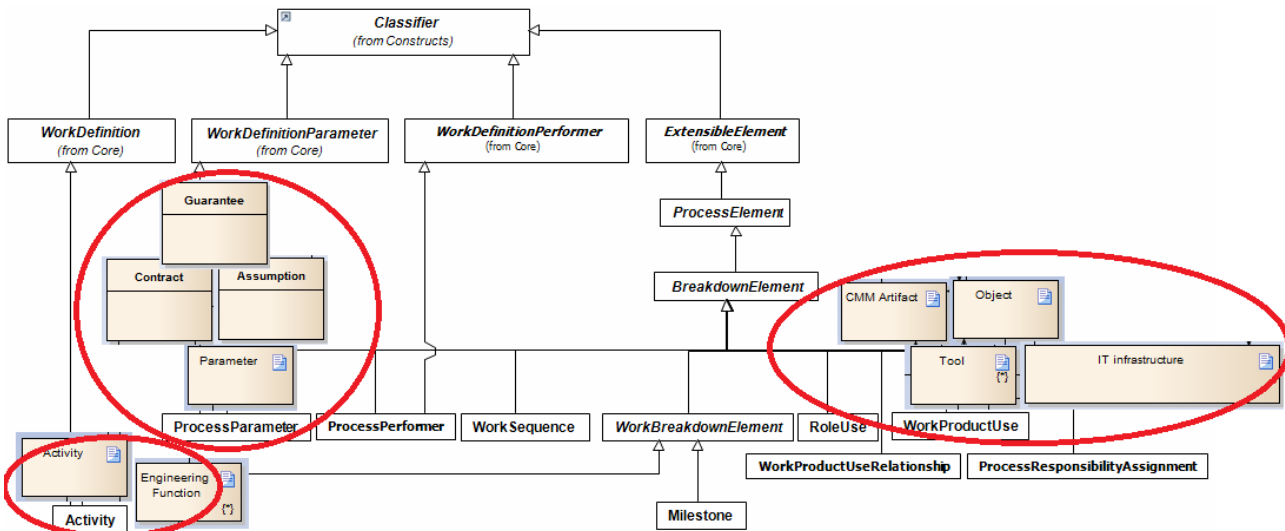 Classifier
(from Constructs)
WorkDefinition
(from Core)
WorkDefinitionParameter
(from Core)
WorkDefinitionPerformer
(from Core)
ExtensibleElement
(from Core)
Guarantee
ProcessElement
Contract
Assumption
BreakdownElement
CMM Artifact
Object
Parameter
Tool
{*}
IT infrastructure
ProcessParameter
ProcessPerformer
WorkSequence
WorkBreakdownElement
RoleUse
WorkProductUse
Activity
Engineering
Function
{*}
WorkProductUseRelationship
ProcessResponsibilityAssignment
Activity
Milestone